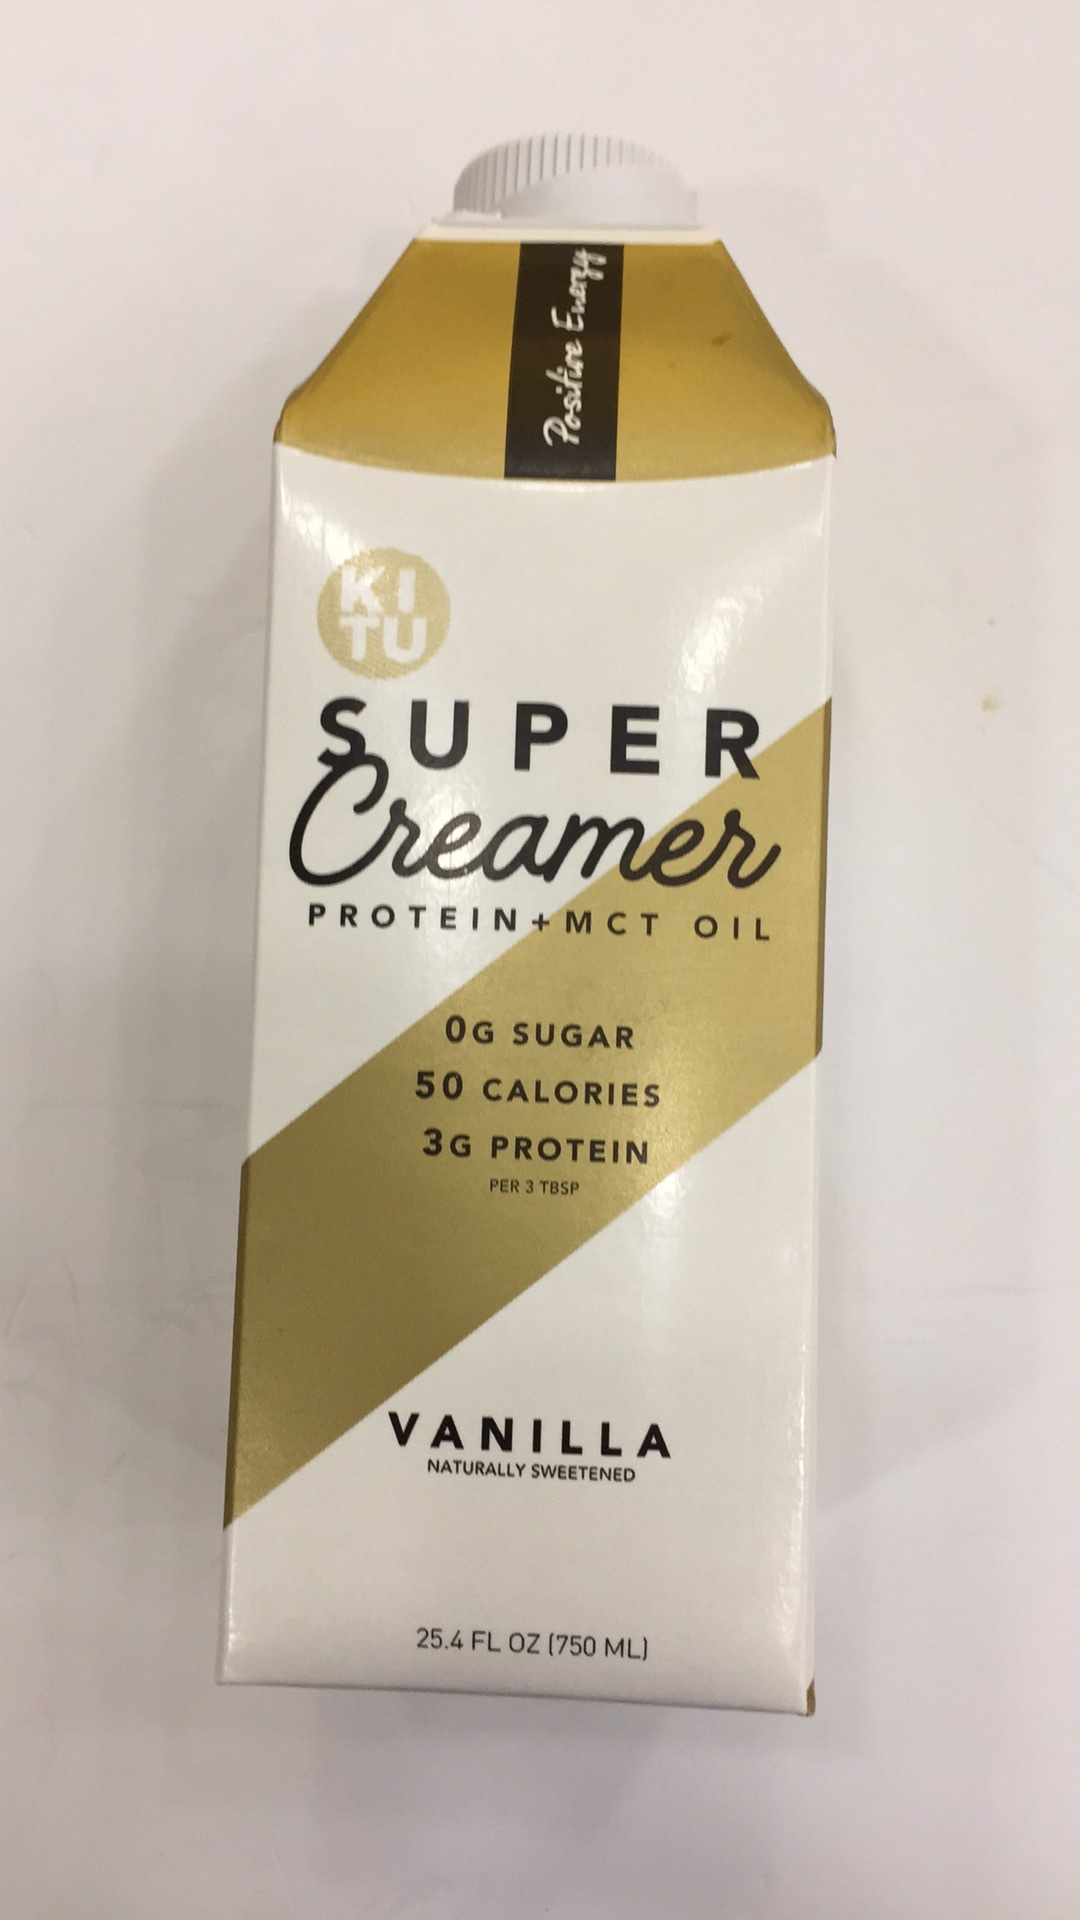 Positive Energy
KI
TU
SUPER
Creamer
PROTEIN+MCT OIL
0G SUGAR
50 CALORIES
3G PROTEIN
PER 3 TBSP
VANILLA
NATURALLY SWEETENED
25.4 FL OZ (750 ML)